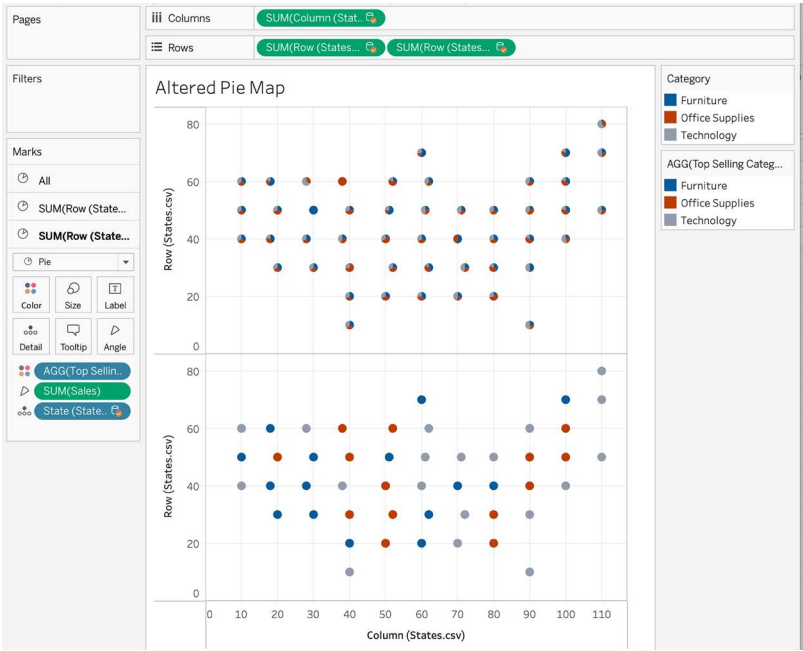 Pages
Columns
SUM(Column (Stat..
Rows
SUM(Row (States...
SUM(Row (States...
Filters
Marks
All
SUM(Row (State...
SUM(Row (State...
Pie
Color
Size
Label
Detail
Tooltip
Angle
AGG(Top Sellin..
SUM(Sales)
State (State..
Altered Pie Map
Row (States.csv)
80
60
40
20
0
Row (States.csv)
80
60
40
20
0
0 10 20 30 40 50 60 70 80 90 100 110
Column (States.csv)
Category
Furniture
Office Supplies
Technology
AGG(Top Selling Categ...
Furniture
Office Supplies
Technology